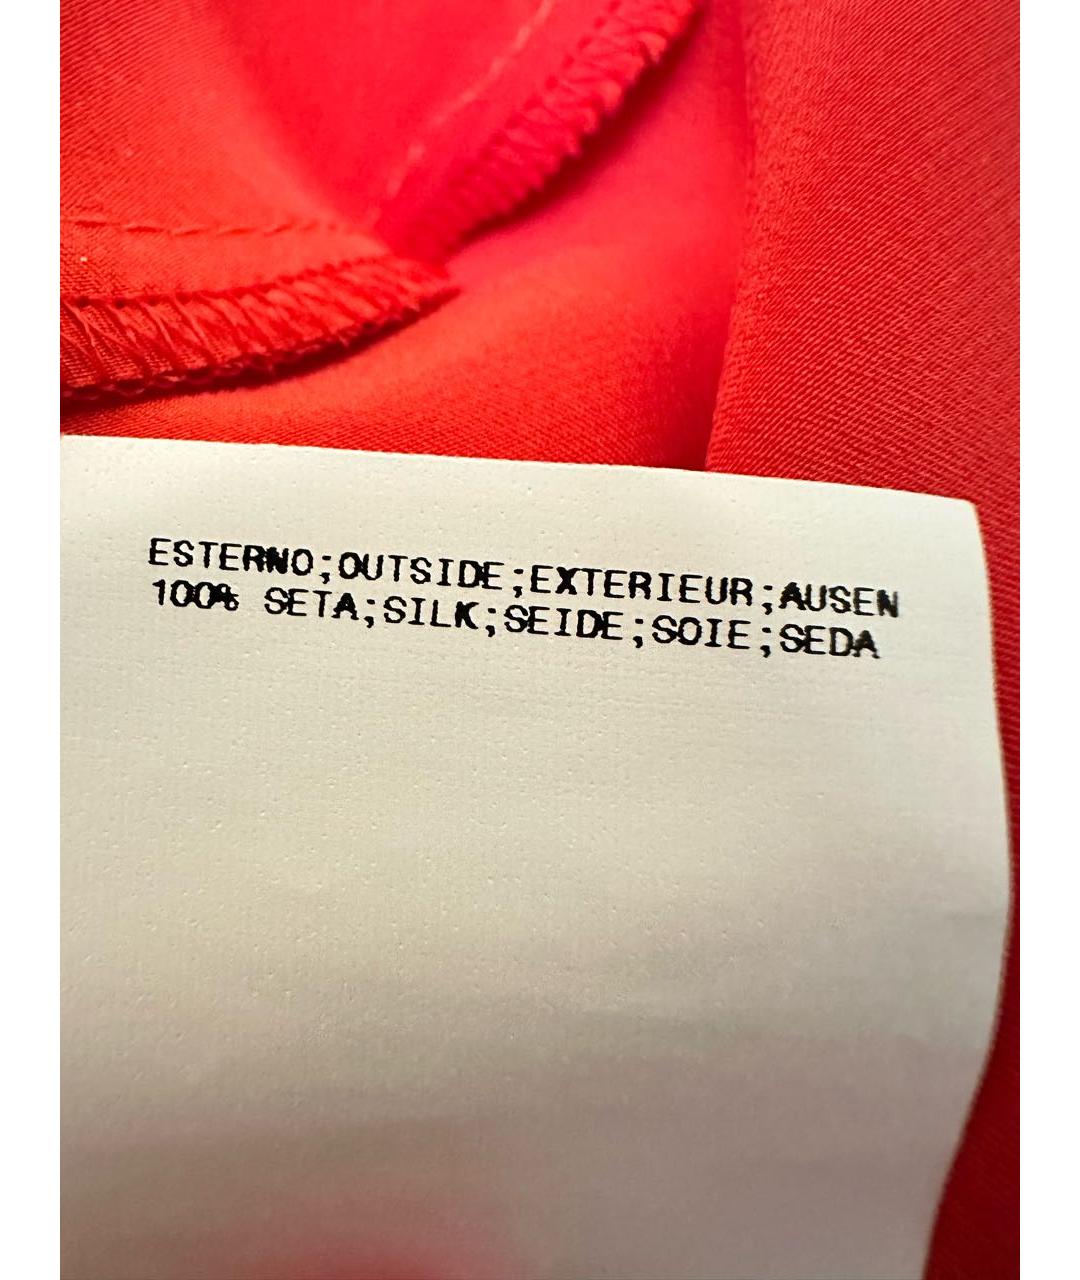 ESTERNO;OUTSIDE;EXTERIEUR;AUSEN
100% SETA;SILK;SEIDE;SOIE;SEDA